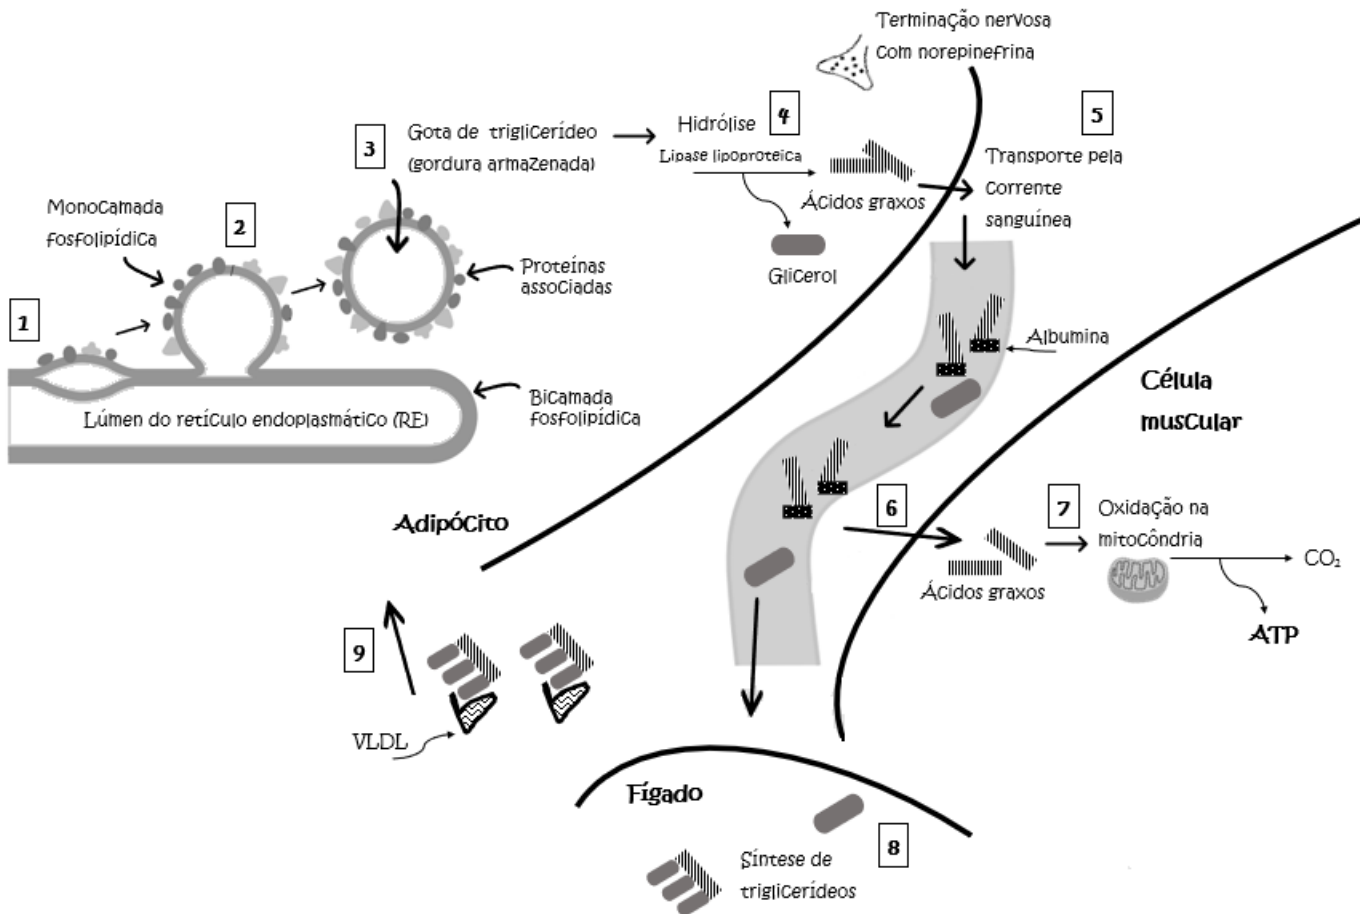 Terminação nervosa
Com norepinefrina
4
5
3
Gota de triglicerídeo
(gordura armazenada)
Hidrólise
Lipase lipoproteica
Ácidos graxos
Glicerol
Transporte pela
Corrente
sanguínea
Monocamada
fosfolipídica
2
Proteínas
associadas
1
Albumina
Célula
muscular
Bicamada
fosfolipídica
Lúmen do retículo endoplasmático (RE)
Adipócito
6
7
Oxidação na
mitocôndria
Ácidos graxos
CO₂
ATP
9
VLDL
Fígado
8
Síntese de
triglicerídeos